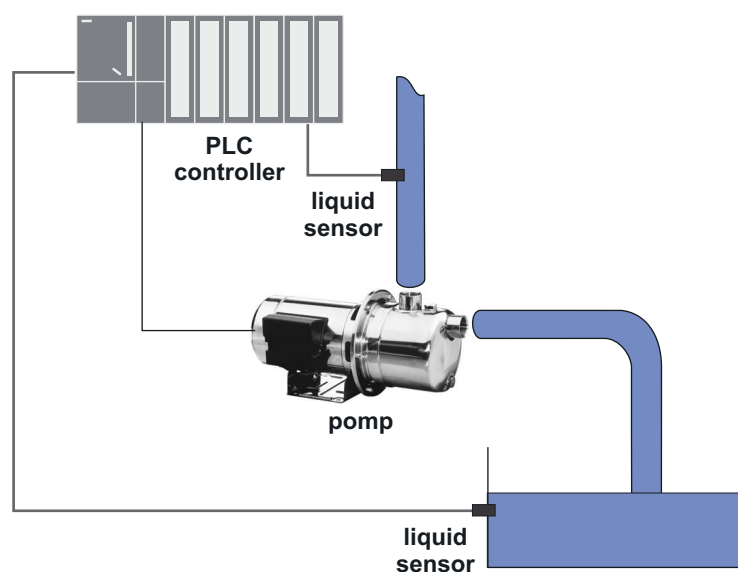 PLC
controller
liquid
sensor
pomp
liquid
sensor